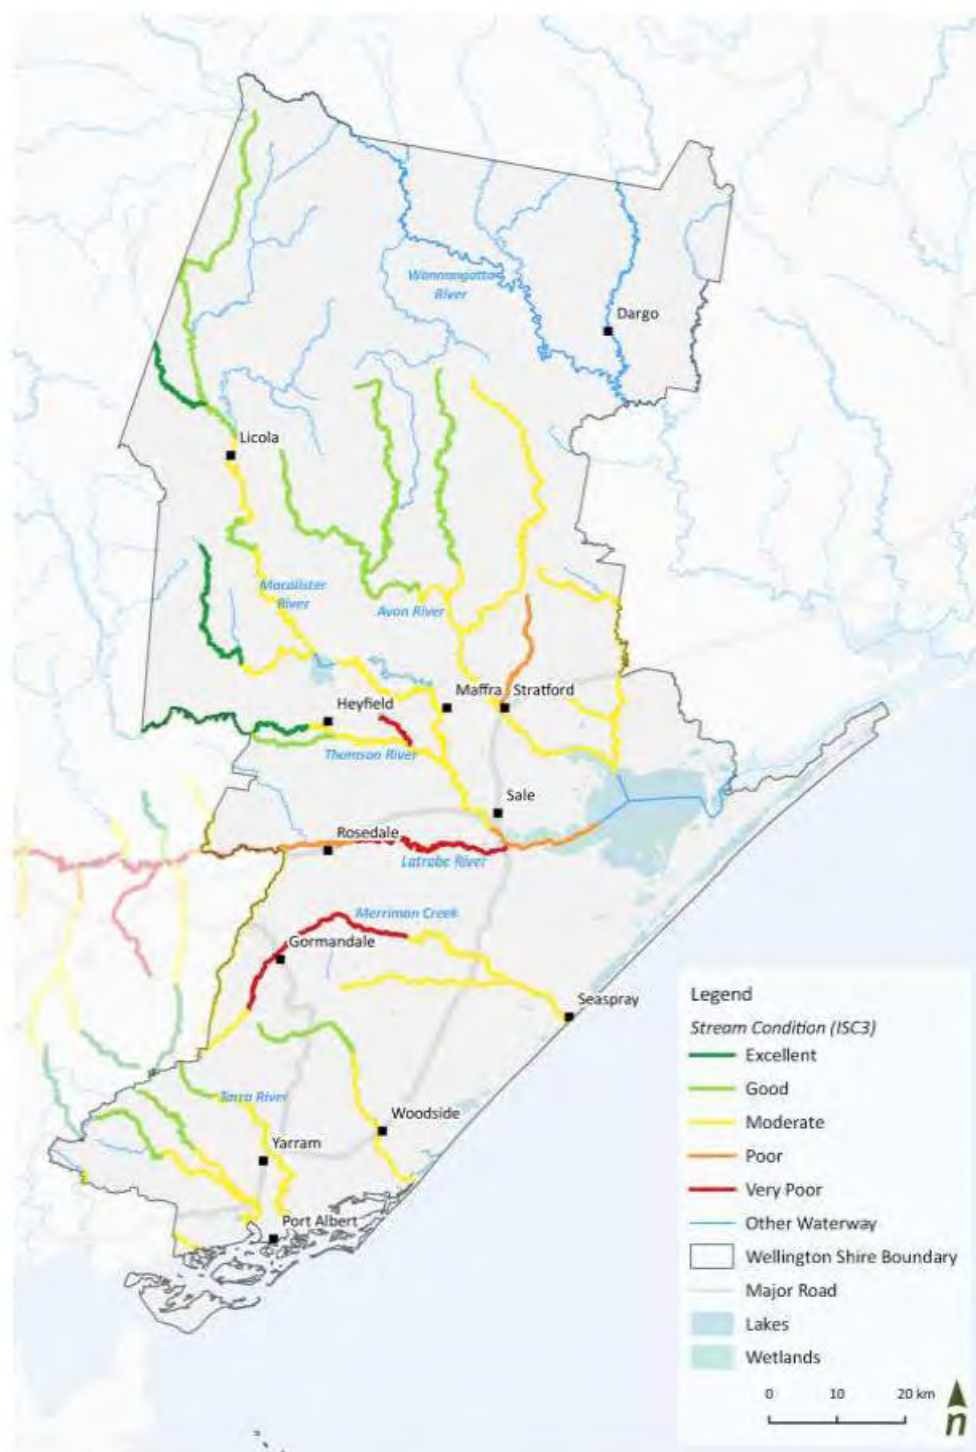 Wonnangatta
River
Dargo
Licola
Macalister
River
Avon River
Maffra
Stratford
Heyfield
Thomson River
Sale
Rosedale
Latrobe River
Merriman Creek
Gormandale
Seaspray
Tarra River
Woodside
Yarram
Port Albert
Legend
Stream Condition (ISC3)
Excellent
Good
Moderate
Poor
Very Poor
Other Waterway
Wellington Shire Boundary
Major Road
Lakes
Wetlands
0 10 20 km
n